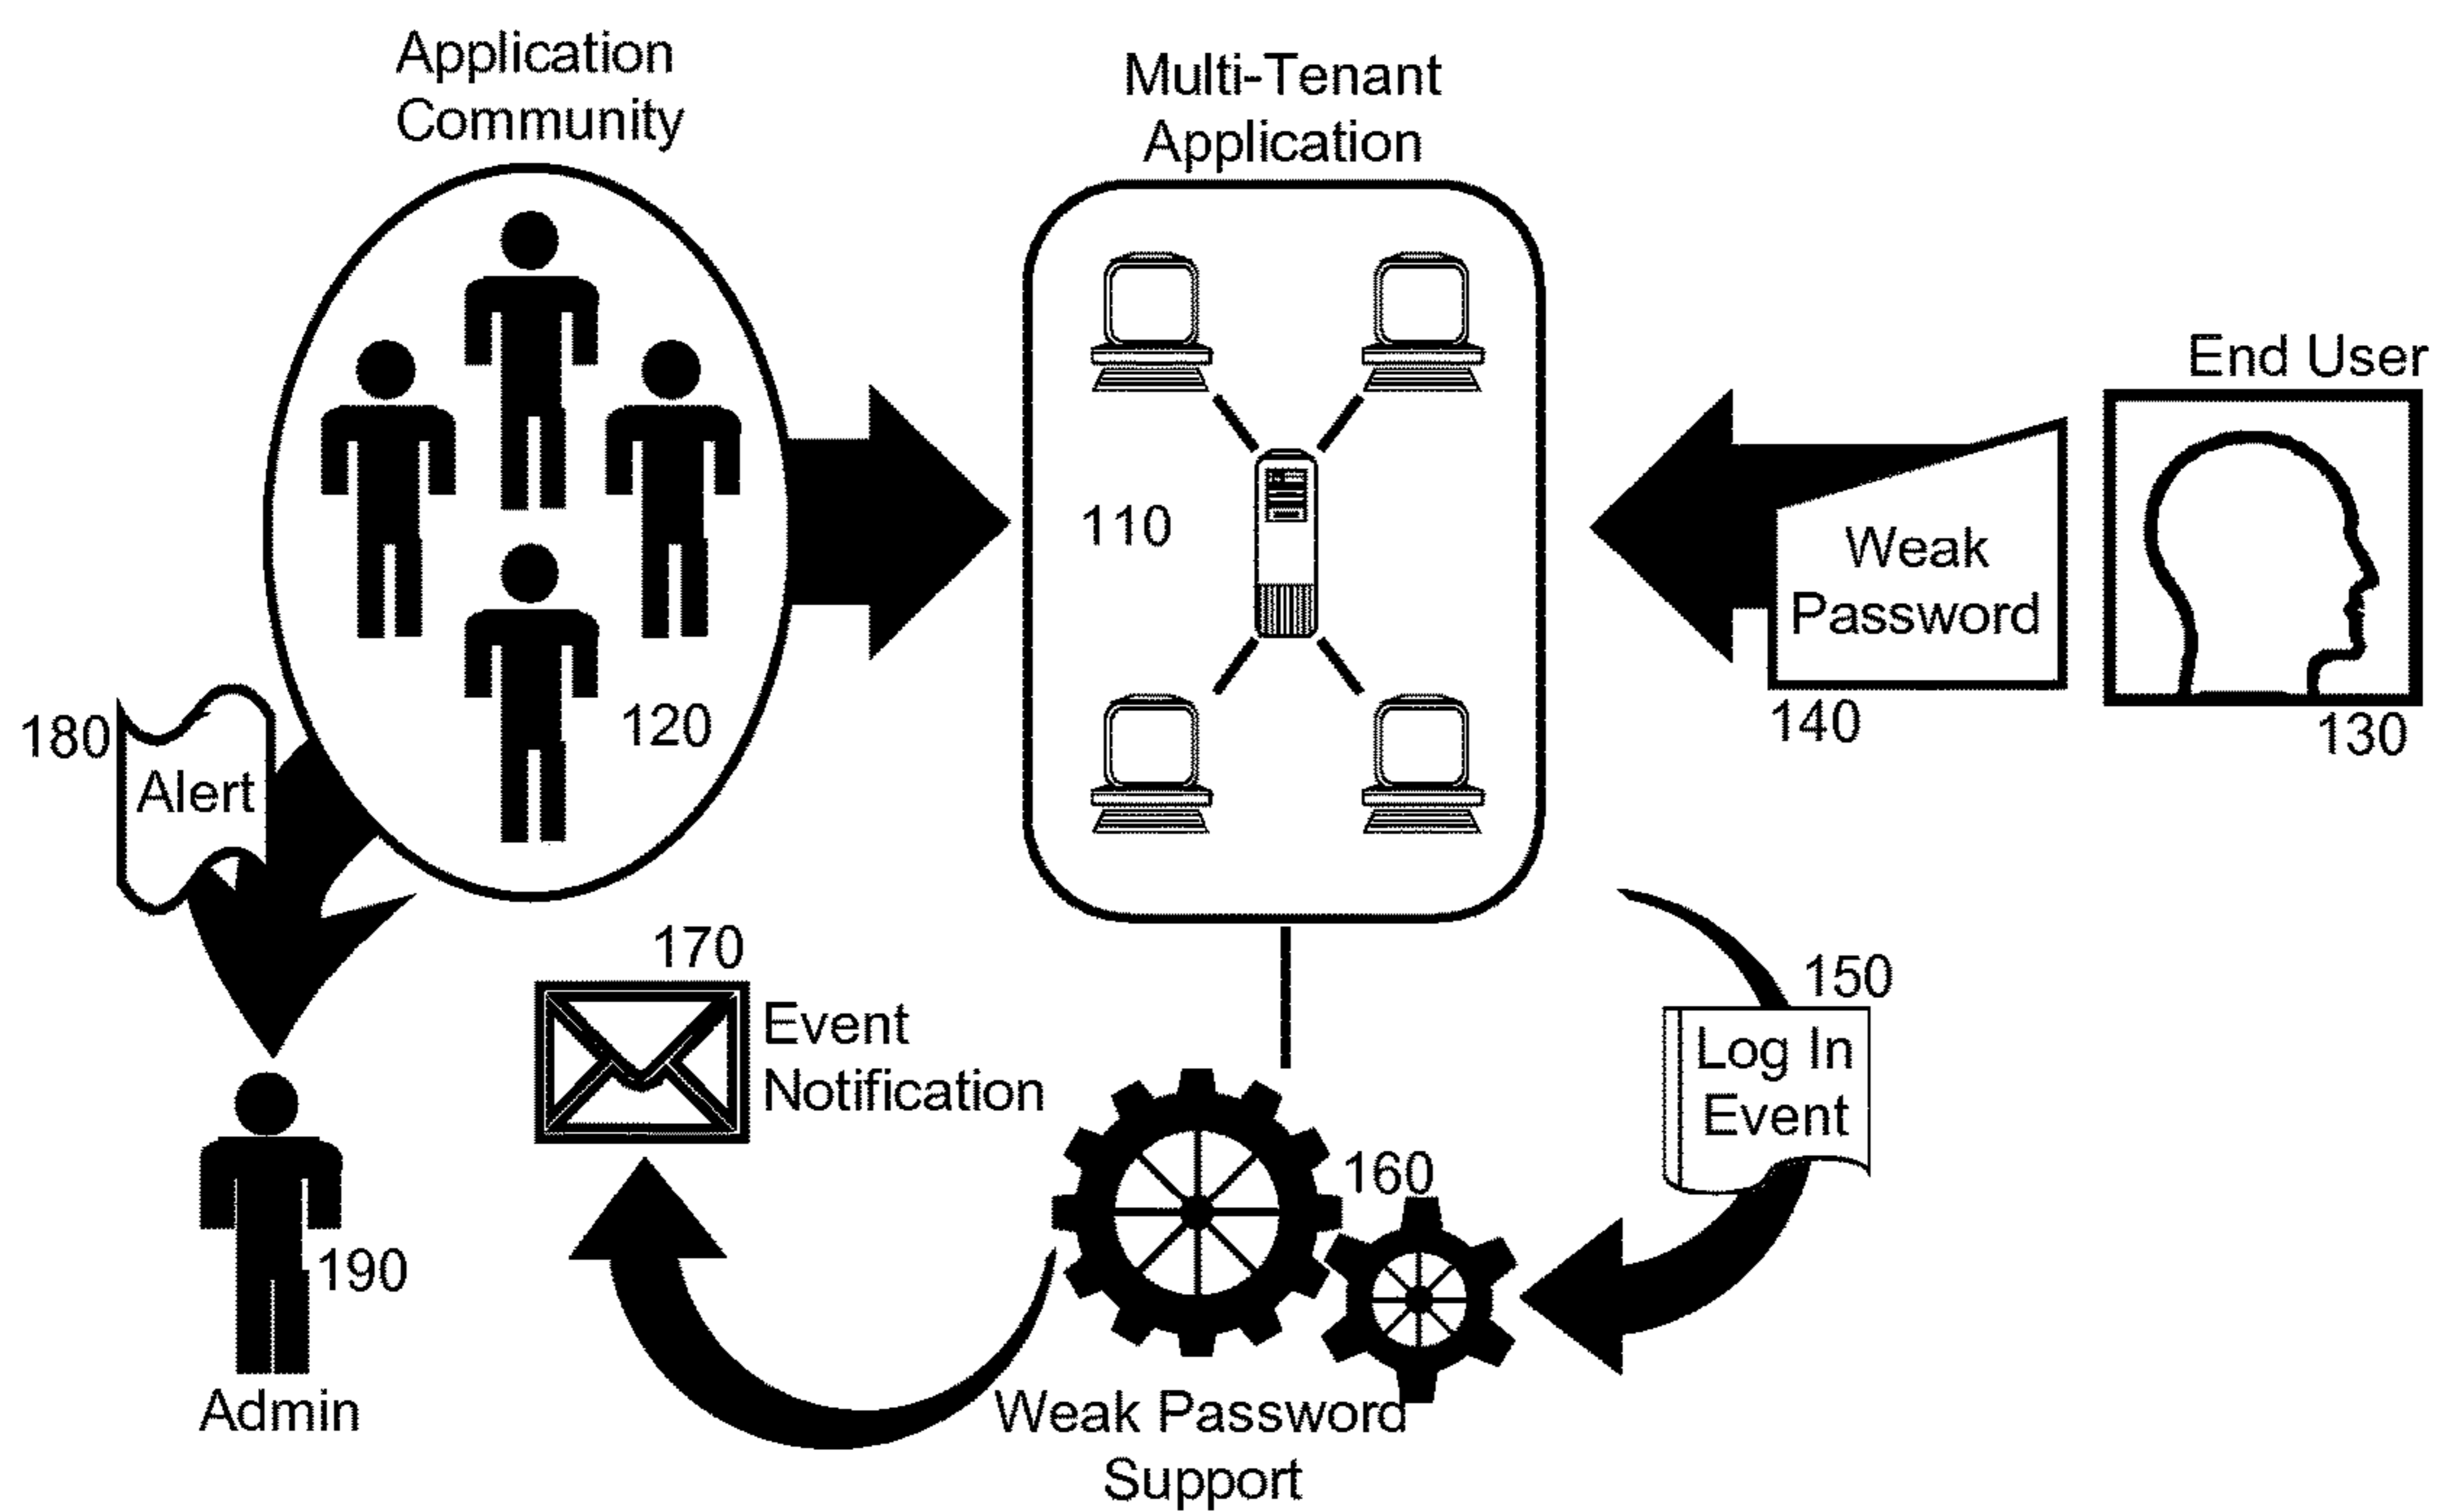 Application
Community
Multi-Tenant
Application
End User
110
Weak
Password
120
180
Alert
140
130
170
Event
Notification
150
Log In
Event
160
190
Admin
Weak Password
Support